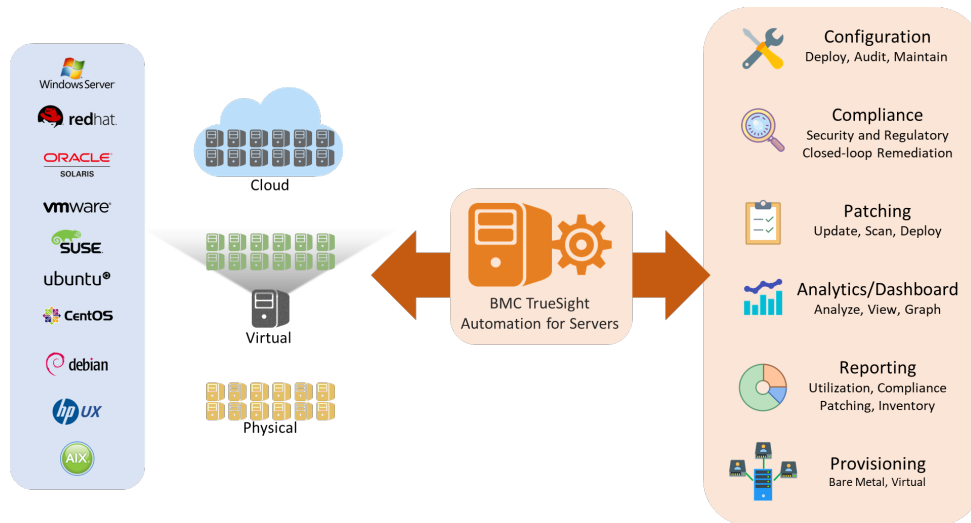 Windows Server
redhat.
ORACLE
SOLARIS
vmware
SUSE
ubuntu
CentOS
debian
hp UX
AIX
Cloud
Virtual
Physical
BMC TrueSight
Automation for Servers
Configuration
Deploy, Audit, Maintain
Compliance
Security and Regulatory
Closed-loop Remediation
Patching
Update, Scan, Deploy
Analytics/Dashboard
Analyze, View, Graph
Reporting
Utilization, Compliance
Patching, Inventory
Provisioning
Bare Metal, Virtual